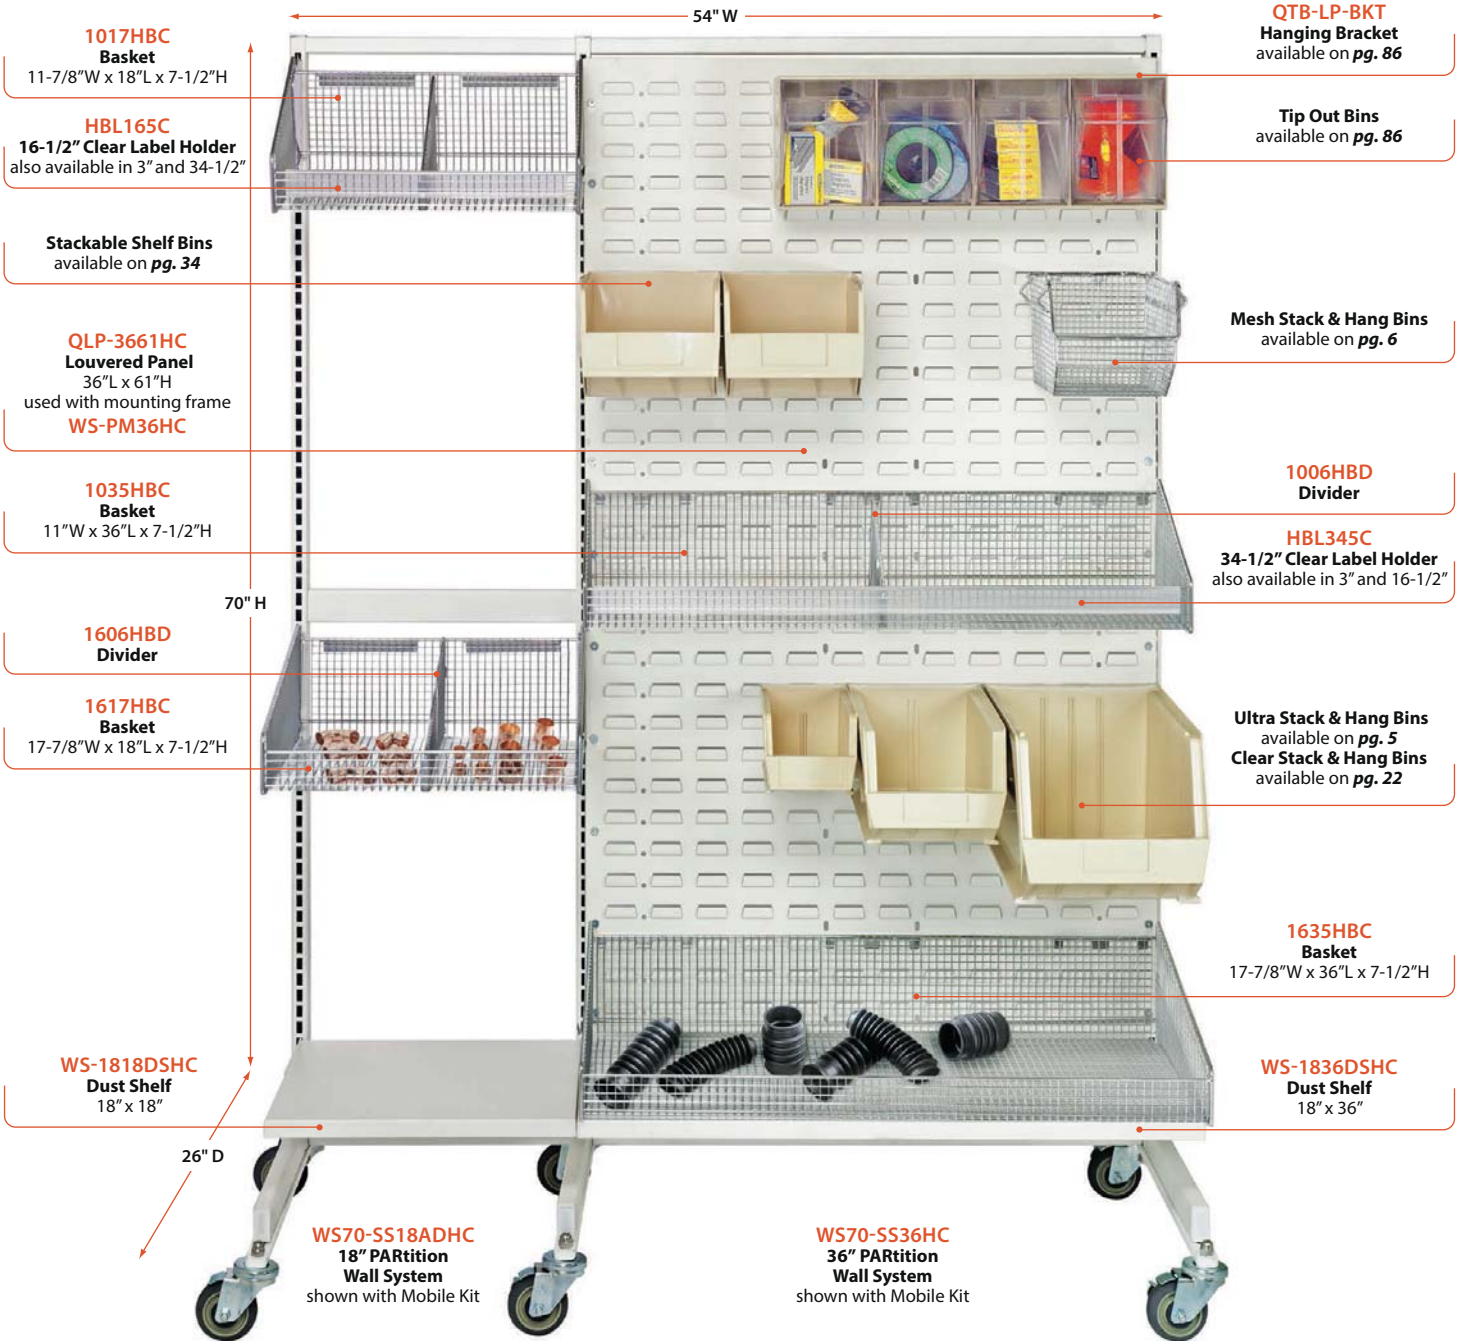 54" W
1017HBC
Basket
11-7/8”W x 18”L x 7-1/2”H
HBL165C
16-1/2” Clear Label Holder
also available in 3” and 34-1/2”
Stackable Shelf Bins
available on pg. 34
QLP-3661HC
Louvered Panel
36”L x 61”H
used with mounting frame
WS-PM36HC
1035HBC
Basket
11”W x 36”L x 7-1/2”H
70" H
1606HBD
Divider
1617HBC
Basket
17-7/8”W x 18”L x 7-1/2”H
WS-1818DSHC
Dust Shelf
18” x 18”
26" D
WS70-SS18ADHC
18” PARtition
Wall System
shown with Mobile Kit
WS70-SS36HC
36” PARtition
Wall System
shown with Mobile Kit
QTB-LP-BKT
Hanging Bracket
available on pg. 86
Tip Out Bins
available on pg. 86
Mesh Stack & Hang Bins
available on pg. 6
1006HBD
Divider
HBL345C
34-1/2” Clear Label Holder
also available in 3” and 16-1/2”
Ultra Stack & Hang Bins
available on pg. 5
Clear Stack & Hang Bins
available on pg. 22
1635HBC
Basket
17-7/8”W x 36”L x 7-1/2”H
WS-1836DSHC
Dust Shelf
18” x 36”